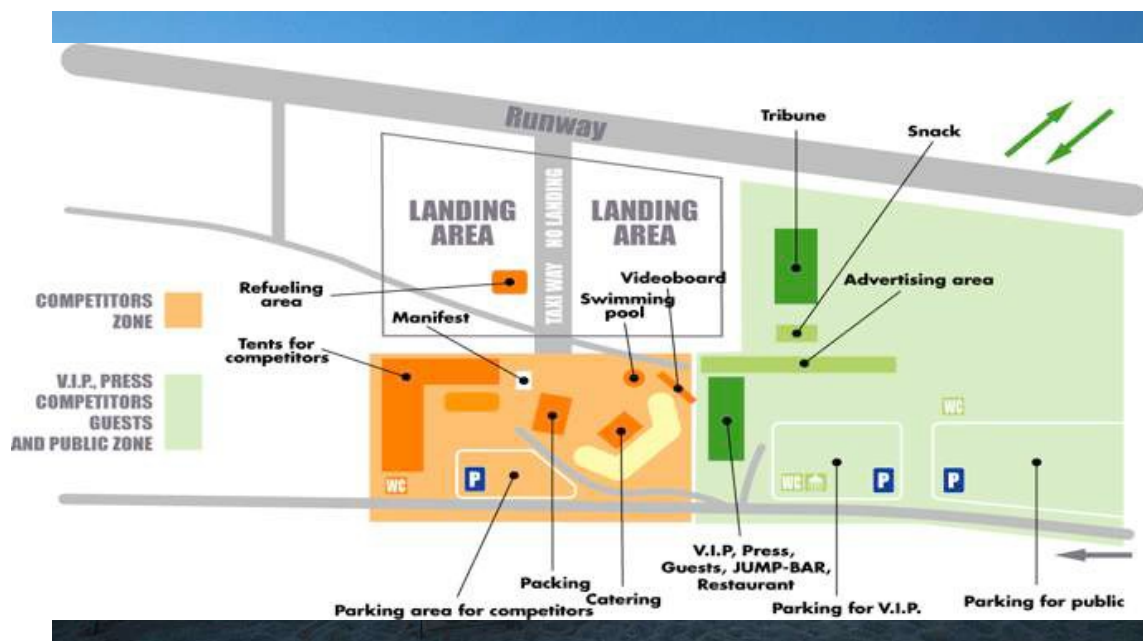 Runway
Tribune
Snack
LANDING
AREA
TAXI WAY NO LANDING
LANDING
AREA
Videoboard
Advertising area
Refueling
area
Swimming
pool
COMPETITORS
ZONE
Manifest
Tents for
competitors
V.I.P., PRESS
COMPETITORS
GUESTS
AND PUBLIC ZONE
WC
WC
P
WC
P
P
V.I.P, Press,
Guests, JUMP-BAR,
Restaurant
Packing
Catering
Parking area for competitors
Parking for V.I.P.
Parking for public